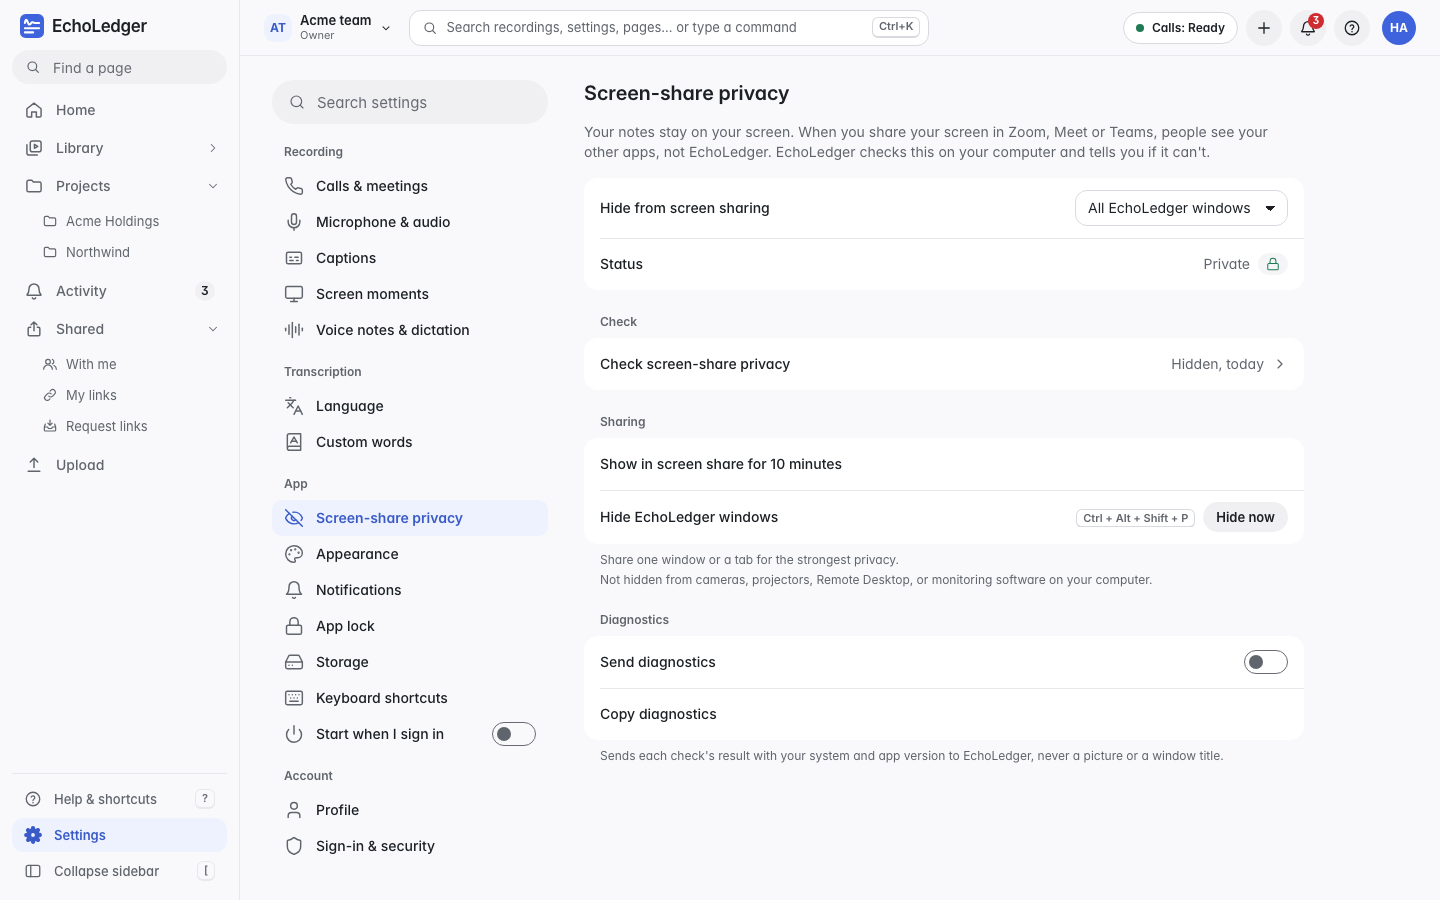 EchoLedger
Find a page
Home
Library
Projects
Acme Holdings
Northwind
Activity
3
Shared
With me
My links
Request links
Upload
Help & shortcuts
?
Settings
Collapse sidebar
[
AT
Acme team
Owner
Search recordings, settings, pages... or type a command
Ctrl+K
Calls: Ready
3
HA
Search settings
Recording
Calls & meetings
Microphone & audio
Captions
Screen moments
Voice notes & dictation
Transcription
Language
Custom words
App
Screen-share privacy
Appearance
Notifications
App lock
Storage
Keyboard shortcuts
Start when I sign in
Account
Profile
Sign-in & security
Screen-share privacy
Your notes stay on your screen. When you share your screen in Zoom, Meet or Teams, people see your
other apps, not EchoLedger. EchoLedger checks this on your computer and tells you if it can't.
Hide from screen sharing
All EchoLedger windows
Status
Private
Check
Check screen-share privacy
Hidden, today
Sharing
Show in screen share for 10 minutes
Hide EchoLedger windows
Ctrl + Alt + Shift + P
Hide now
Share one window or a tab for the strongest privacy.
Not hidden from cameras, projectors, Remote Desktop, or monitoring software on your computer.
Diagnostics
Send diagnostics
Copy diagnostics
Sends each check's result with your system and app version to EchoLedger, never a picture or a window title.